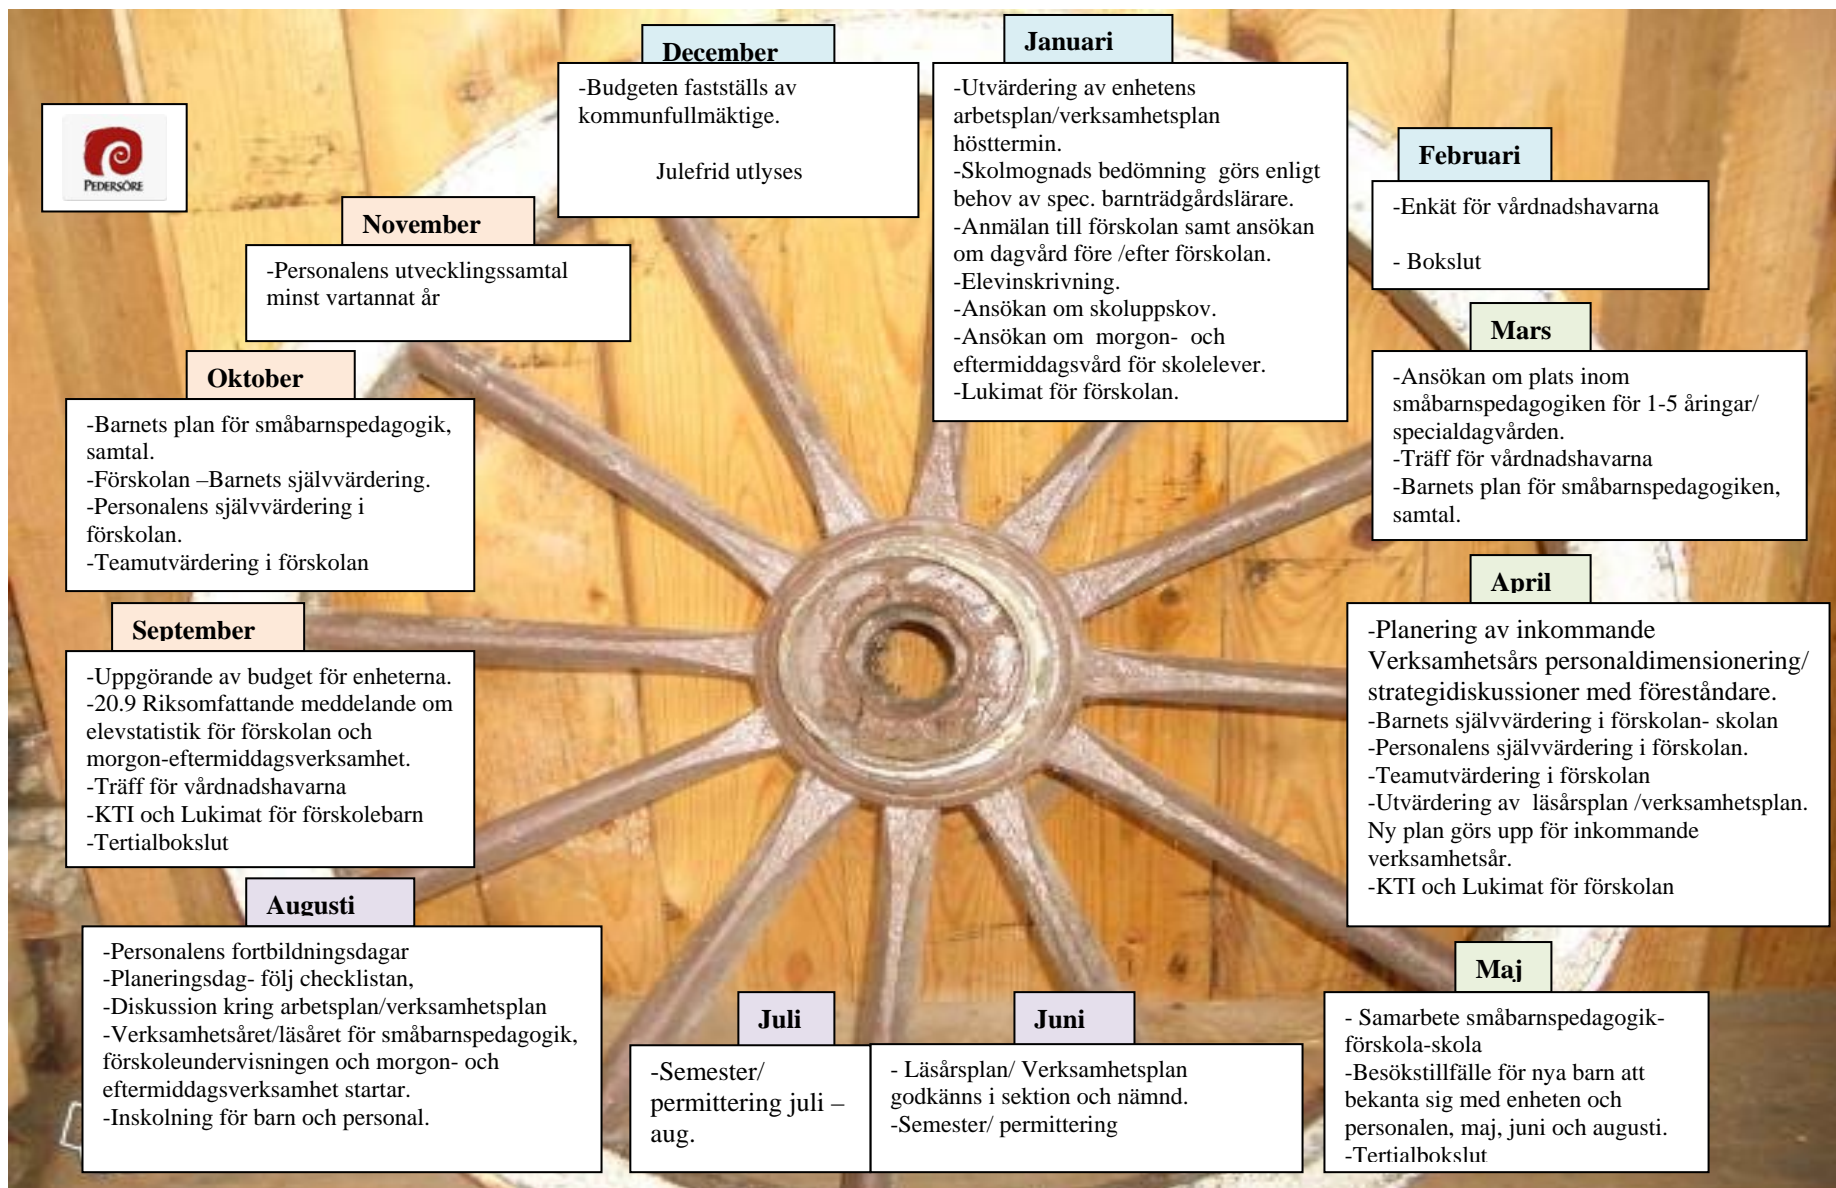 PEDERSÖRE
Januari
-Utvärdering av enhetens
arbetsplan/verksamhetsplan
hösttermin.
-Skolmognads bedömning görs enligt
behov av spec. barnträdgårdslärare.
-Anmälan till förskolan samt ansökan
om dagvård före /efter förskolan.
-Elevinskrivning.
-Ansökan om skoluppskov.
-Ansökan om morgon- och
eftermiddagsvård för skolelever.
-Lukimat för förskolan.
Februari
-Enkät för vårdnadshavarna
- Bokslut
Mars
-Ansökan om plats inom
småbarnspedagogiken för 1-5 åringar/
specialdagvården.
-Träff för vårdnadshavarna
-Barnets plan för småbarnspedagogiken,
samtal.
April
-Planering av inkommande
Verksamhetsårs personaldimensionering/
strategidiskussioner med föreståndare.
-Barnets självvärdering i förskolan- skolan
-Personalens självvärdering i förskolan.
-Teamutvärdering i förskolan
-Utvärdering av läsårsplan /verksamhetsplan.
Ny plan görs upp för inkommande
verksamhetsår.
-KTI och Lukimat för förskolan
Maj
- Samarbete småbarnspedagogik-
förskola-skola
-Besökstillfälle för nya barn att
bekanta sig med enheten och
personalen, maj, juni och augusti.
-Tertialbokslut
Juni
- Läsårsplan/ Verksamhetsplan
godkänns i sektion och nämnd.
-Semester/ permittering
Juli
-Semester/
permittering juli –
aug.
Augusti
-Personalens fortbildningsdagar
-Planeringsdag- följ checklistan,
-Diskussion kring arbetsplan/verksamhetsplan
-Verksamhetsåret/läsåret för småbarnspedagogik,
förskoleundervisningen och morgon- och
eftermiddagsverksamhet startar.
-Inskolning för barn och personal.
September
-Uppgörande av budget för enheterna.
-20.9 Riksomfattande meddelande om
elevstatistik för förskolan och
morgon-eftermiddagsverksamhet.
-Träff för vårdnadshavarna
-KTI och Lukimat för förskolebarn
-Tertialbokslut
Oktober
-Barnets plan för småbarnspedagogik,
samtal.
-Förskolan –Barnets självvärdering.
-Personalens självvärdering i
förskolan.
-Teamutvärdering i förskolan
November
-Personalens utvecklingssamtal
minst vartannat år
December
-Budgeten fastställs av
kommunfullmäktige.
Julefrid utlyses